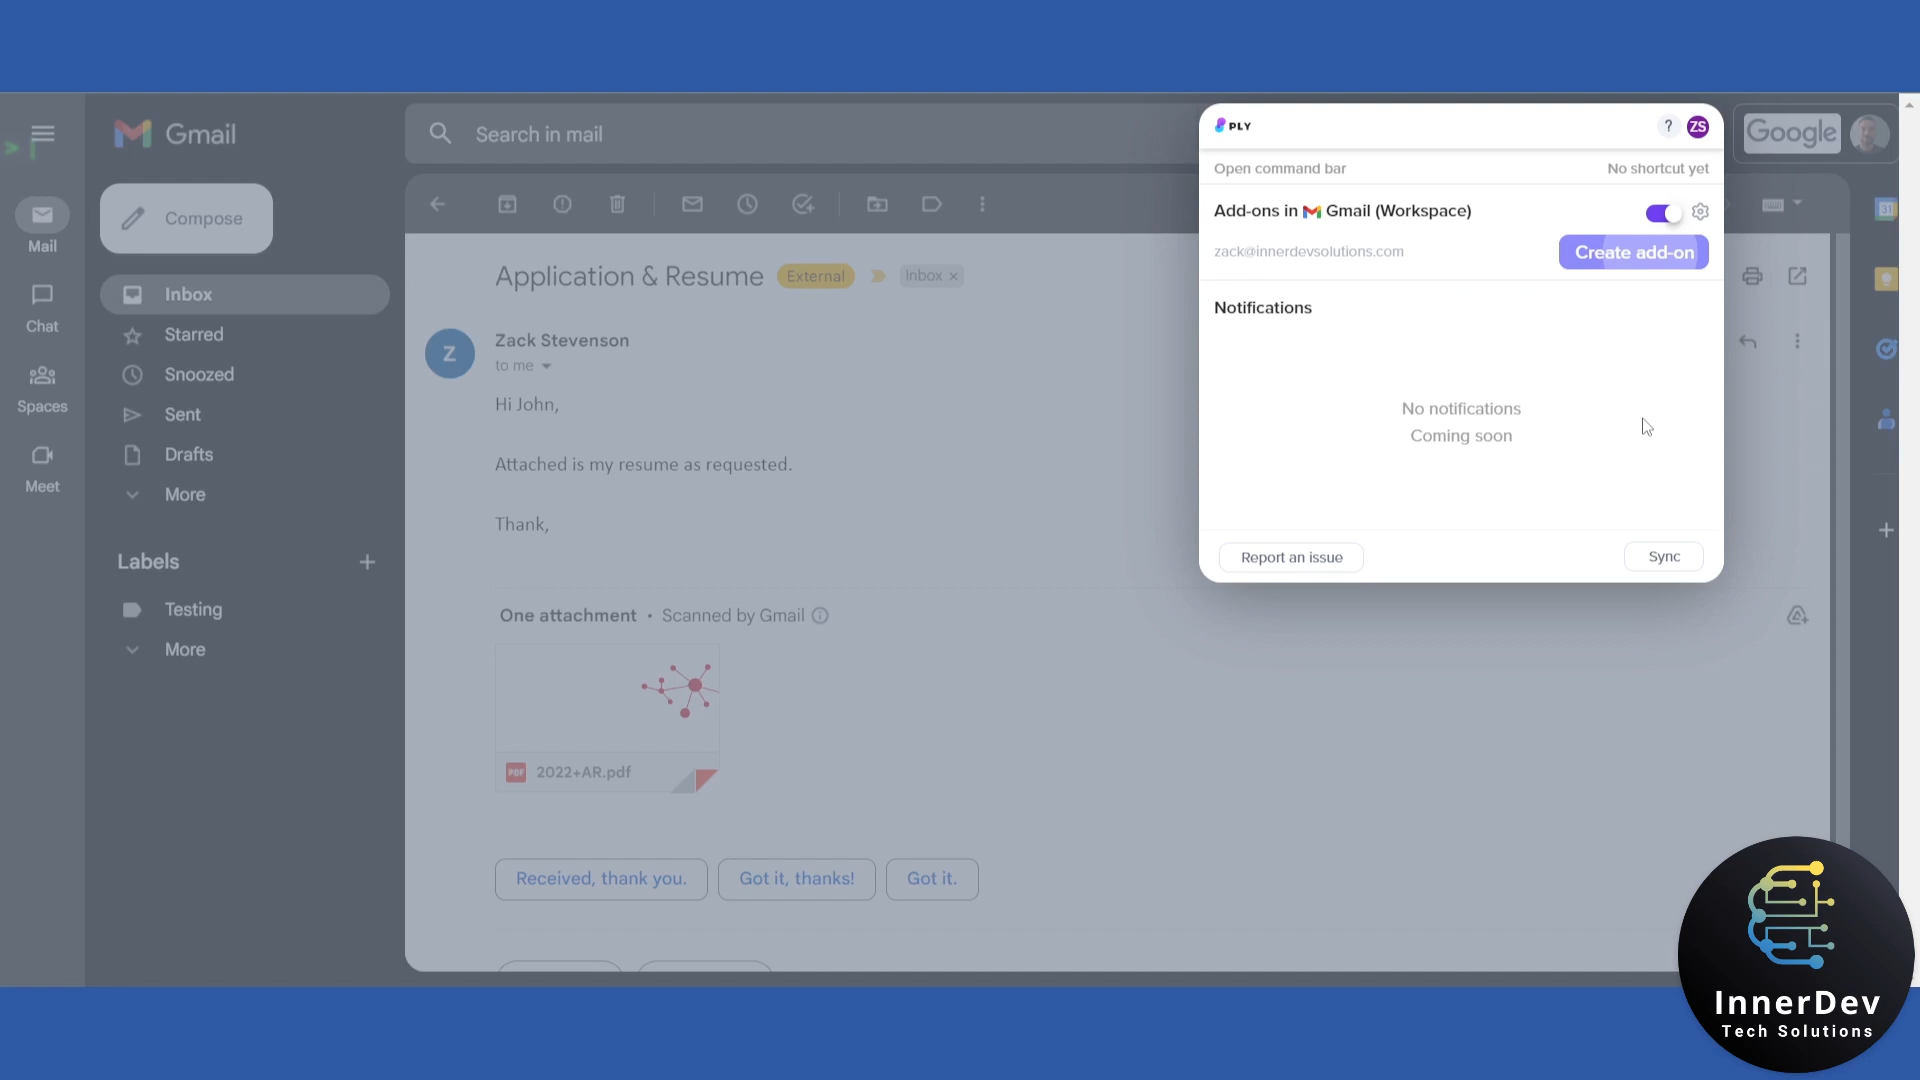 Gmail
Search in mail
PLY
?
ZS
Google
Open command bar
No shortcut yet
Add-ons in Gmail (Workspace)
zack@innerdevsolutions.com
Create add-on
Notifications
No notifications
Coming soon
Report an issue
Sync
Mail
Chat
Spaces
Meet
Compose
Inbox
Starred
Snoozed
Sent
Drafts
More
Labels
Testing
More
Application & Resume
External
Inbox ×
Z
Zack Stevenson
to me
Hi John,
Attached is my resume as requested.
Thank,
One attachment • Scanned by Gmail
PDF
2022+AR.pdf
Received, thank you.
Got it, thanks!
Got it.
31
InnerDev
Tech Solutions